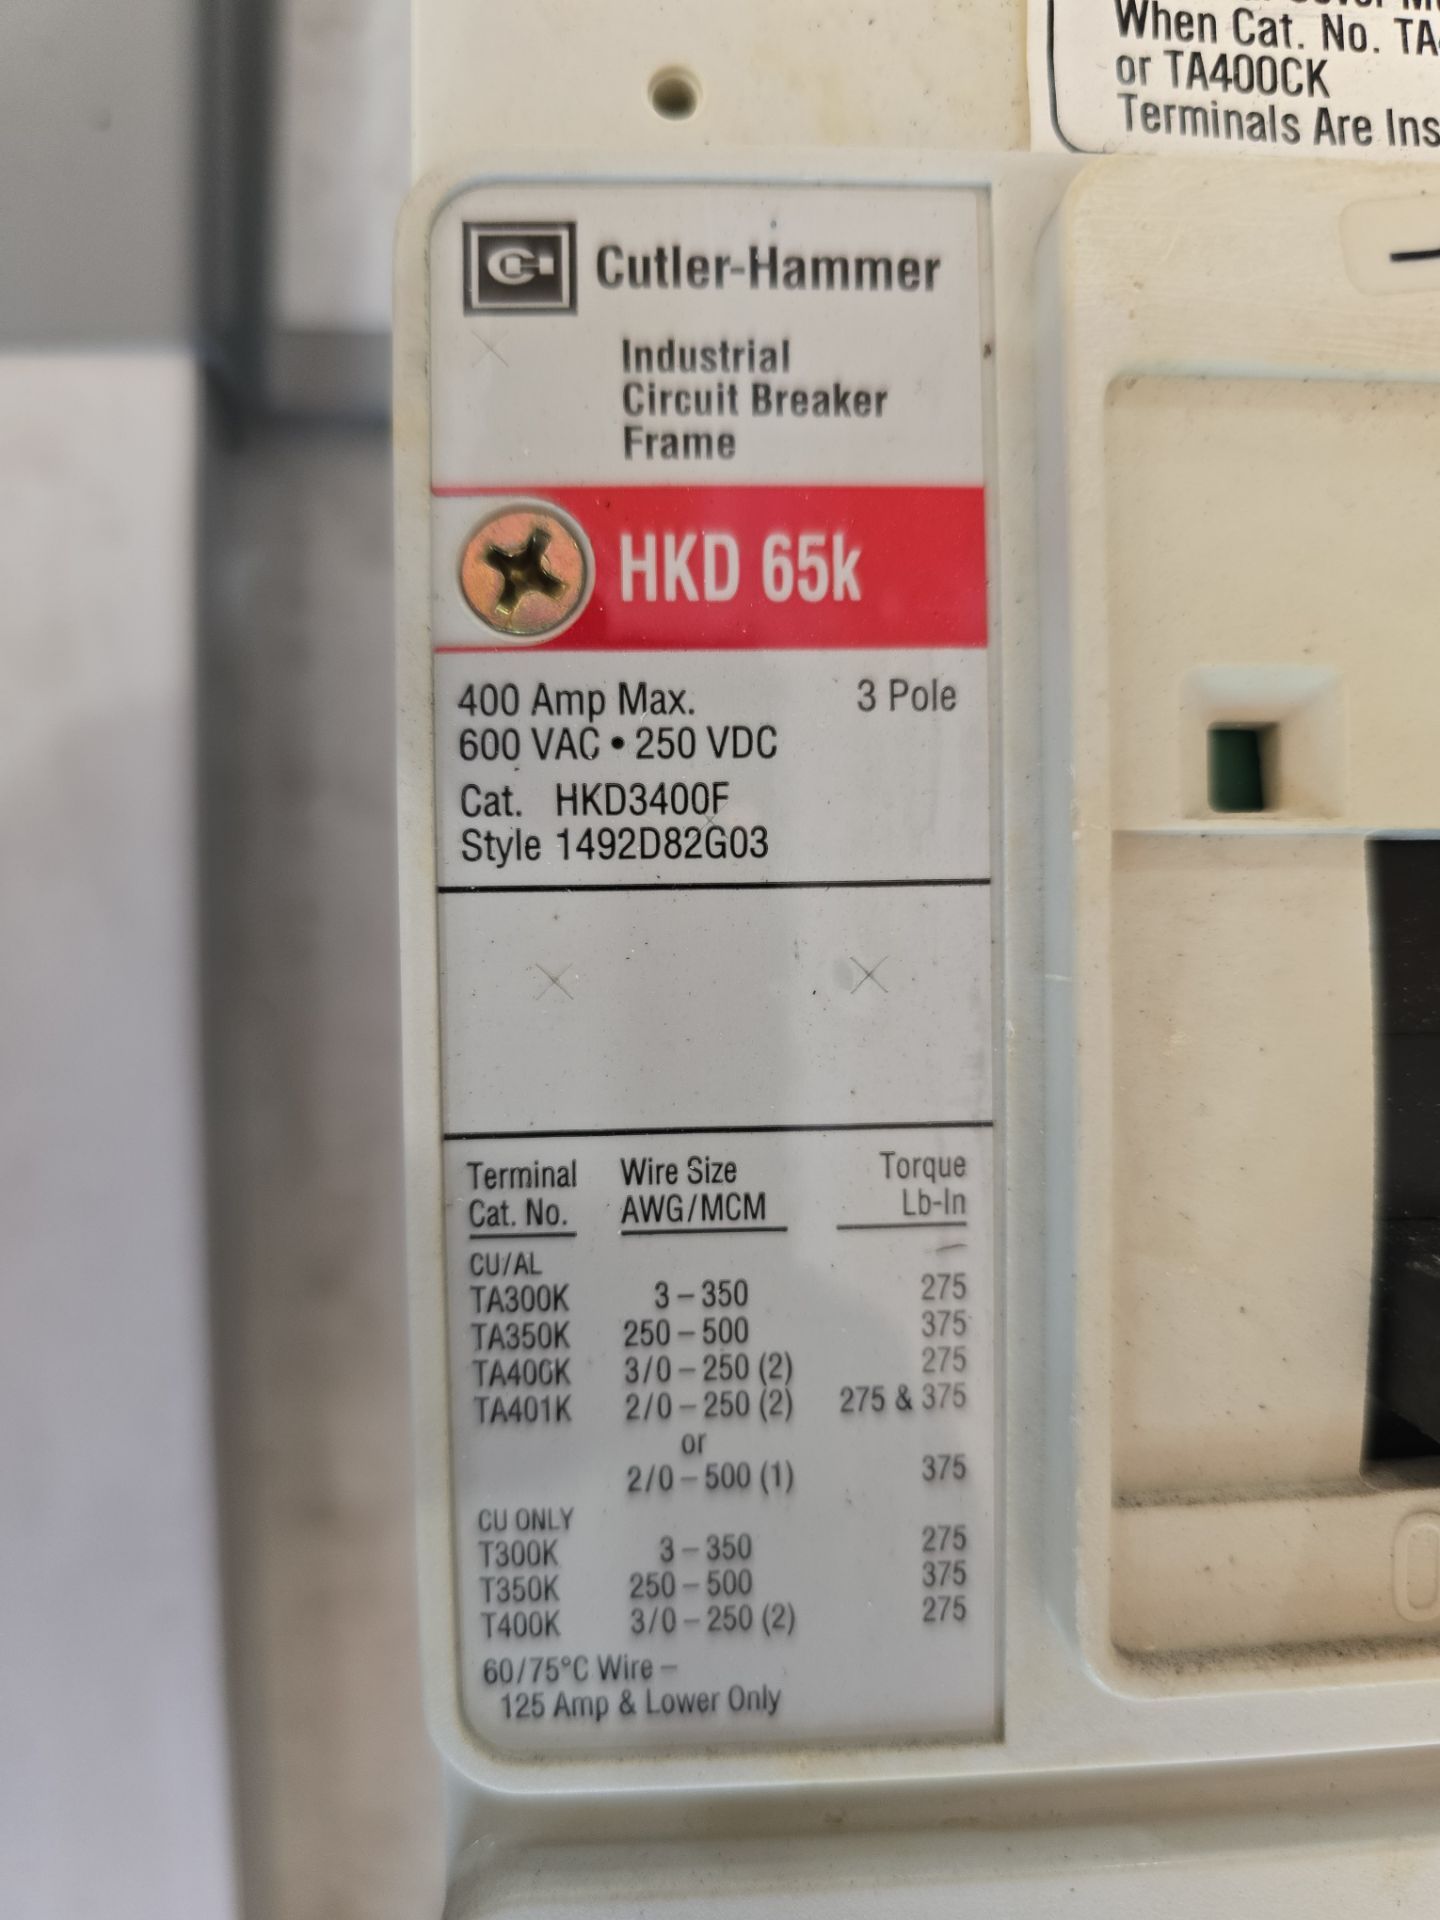 When Cat. No.
or TA400CK
Terminals Are
Cutler-Hammer
Industrial
Circuit Breaker
Frame
HKD 65k
400 Amp Max. 3 Pole
600 VAC • 250 VDC
Cat. HKD3400F
Style 1492D82G03
Terminal Wire Size Torque
Cat. No. AWG/MCM Lb-In
CU/AL
TA300K 3 – 350 275
TA350K 250 – 500 375
TA400K 3/0 – 250 (2) 275
TA401K 2/0 – 250 (2) 275 & 375
or
2/0 – 500 (1) 375
CU ONLY
T300K 3 – 350 275
T350K 250 – 500 375
T400K 3/0 – 250 (2) 275
60/75°C Wire –
125 Amp & Lower Only